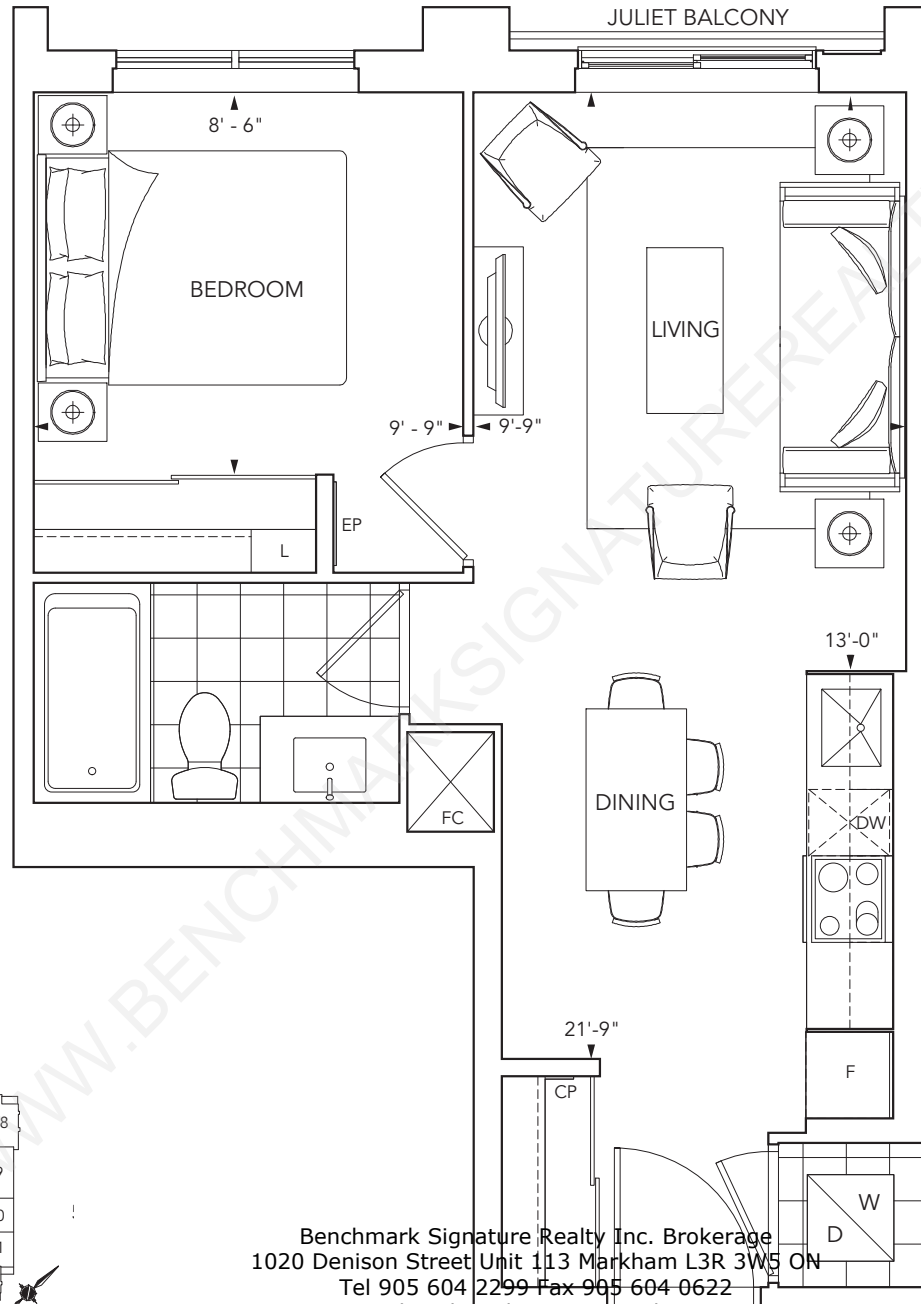 JULIET BALCONY
8' - 6"
BEDROOM
LIVING
9' - 9"
9'-9"
EP
L
13'-0"
DINING
DW
FC
21'-9"
CP
F
W
D
8
WWW.BENCHMARKSIGNATUREREALT
Benchmark Signature Realty Inc. Brokerage
1020 Denison Street Unit 113 Markham L3R 3W5 ON
Tel 905 604 2299 Fax 905 604 0622